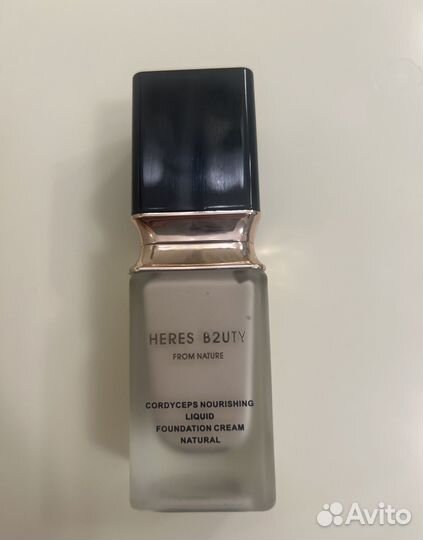 HERES B2UTY
FROM NATURE
CORDYCEPS NOURISHING
LIQUID
FOUNDATION CREAM
NATURAL
Avito